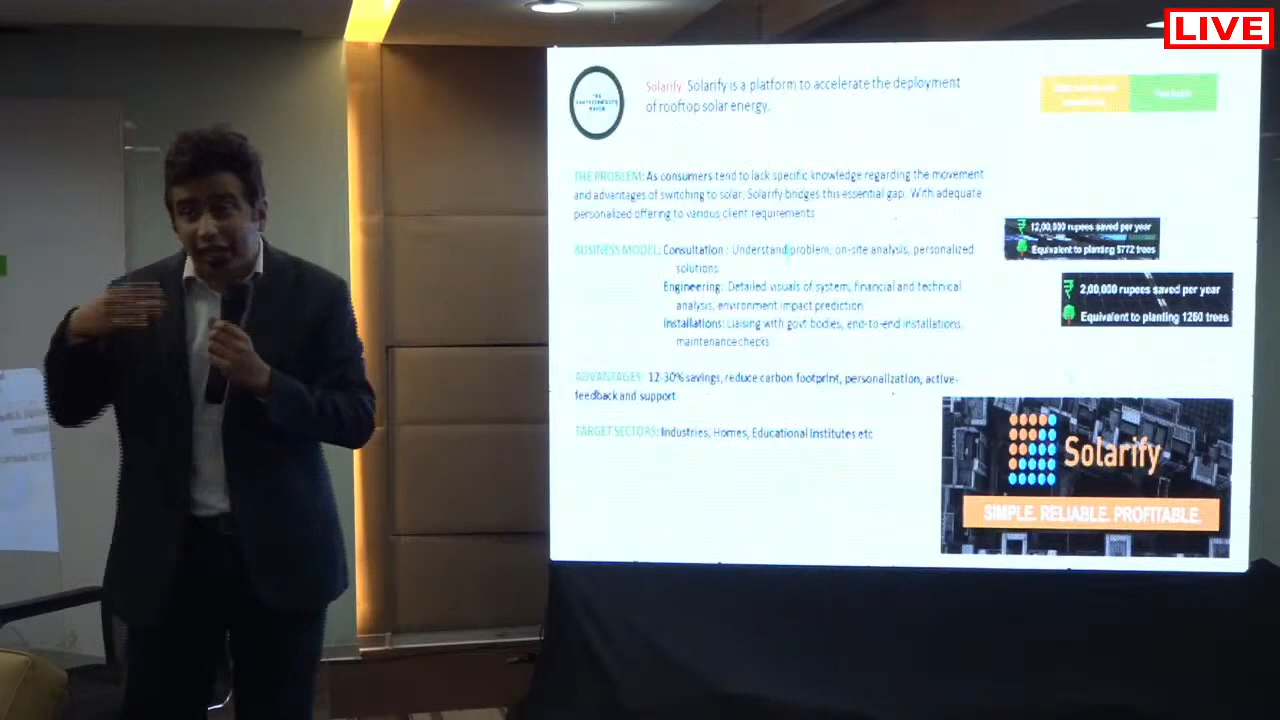 LIVE
Solarify: Solarify is a platform to accelerate the deployment
of rooftop solar energy.
THE PROBLEM: As consumers tend to lack specific knowledge regarding the movement
and advantages of switching to solar, Solarify bridges this essential gap. With adequate
personalized offering to various client requirements
12,00,000 rupees saved per year
Equivalent to planting 5772 trees
BUSINESS MODEL: Consultation : Understand problem, on-site analysis, personalized
solutions
Engineering: Detailed visuals of system, financial and technical
analysis, environment impact prediction
Installations: Liaising with govt bodies, end-to-end installations,
maintenance checks
₹ 2,00,000 rupees saved per year
Equivalent to planting 1260 trees
ADVANTAGES: 12-30% savings, reduce carbon footprint, personalization, active-
feedback and support
TARGET SECTORS: Industries, Homes, Educational Institutes etc
Solarify
SIMPLE. RELIABLE. PROFITABLE.